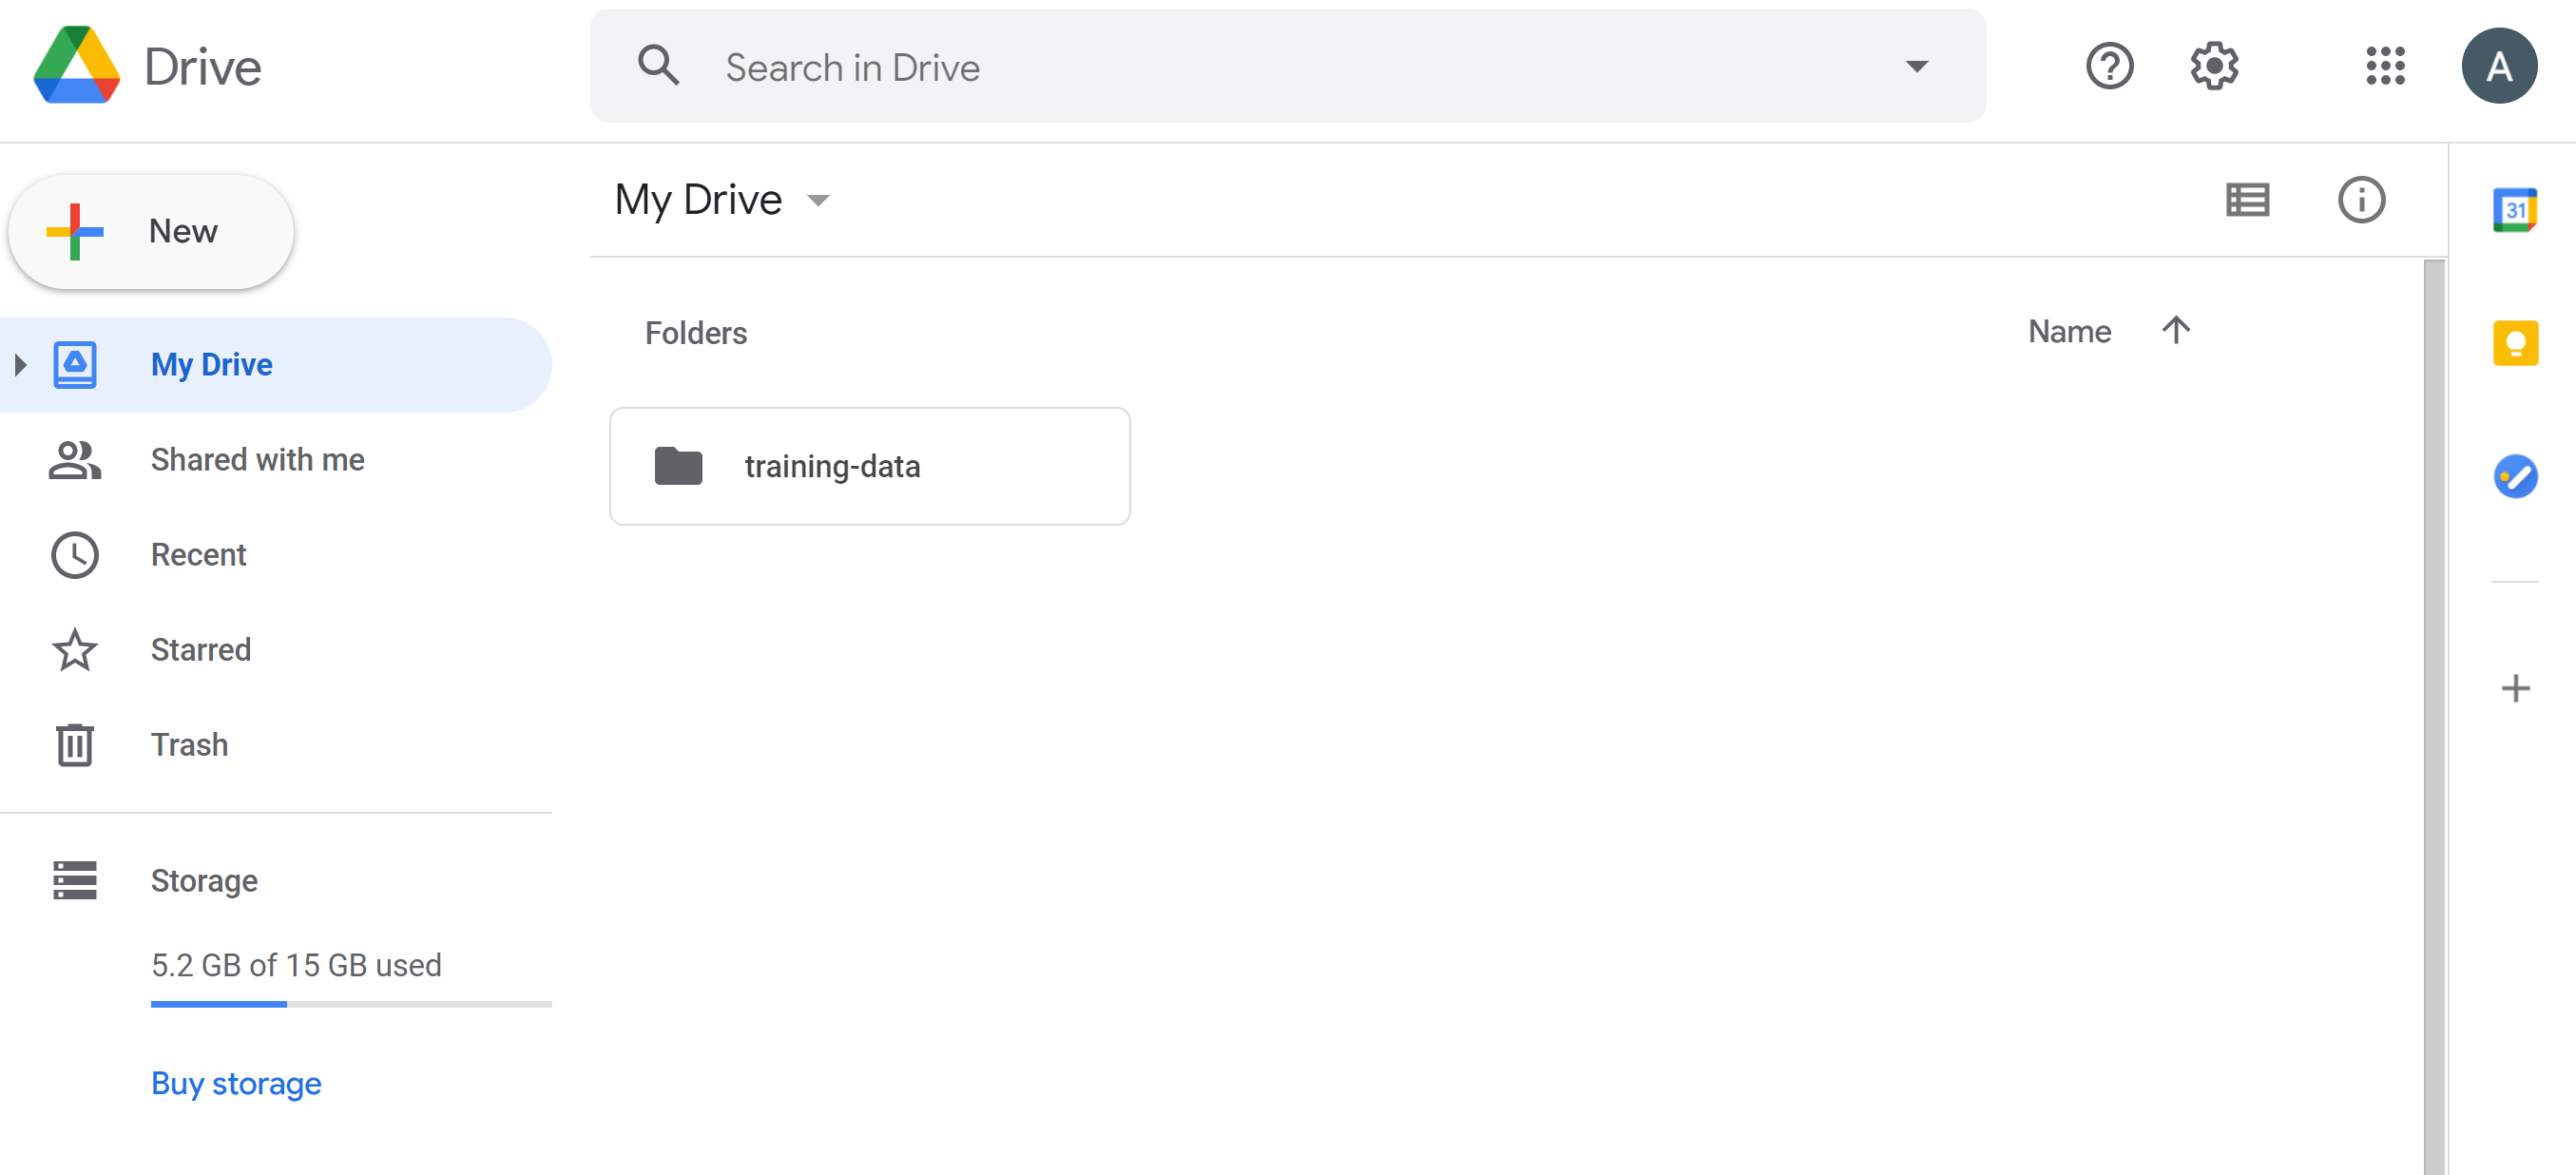 Drive
Search in Drive
A
New
My Drive
Shared with me
Recent
Starred
Trash
Storage
5.2 GB of 15 GB used
Buy storage
My Drive
Folders
Name
training-data
31